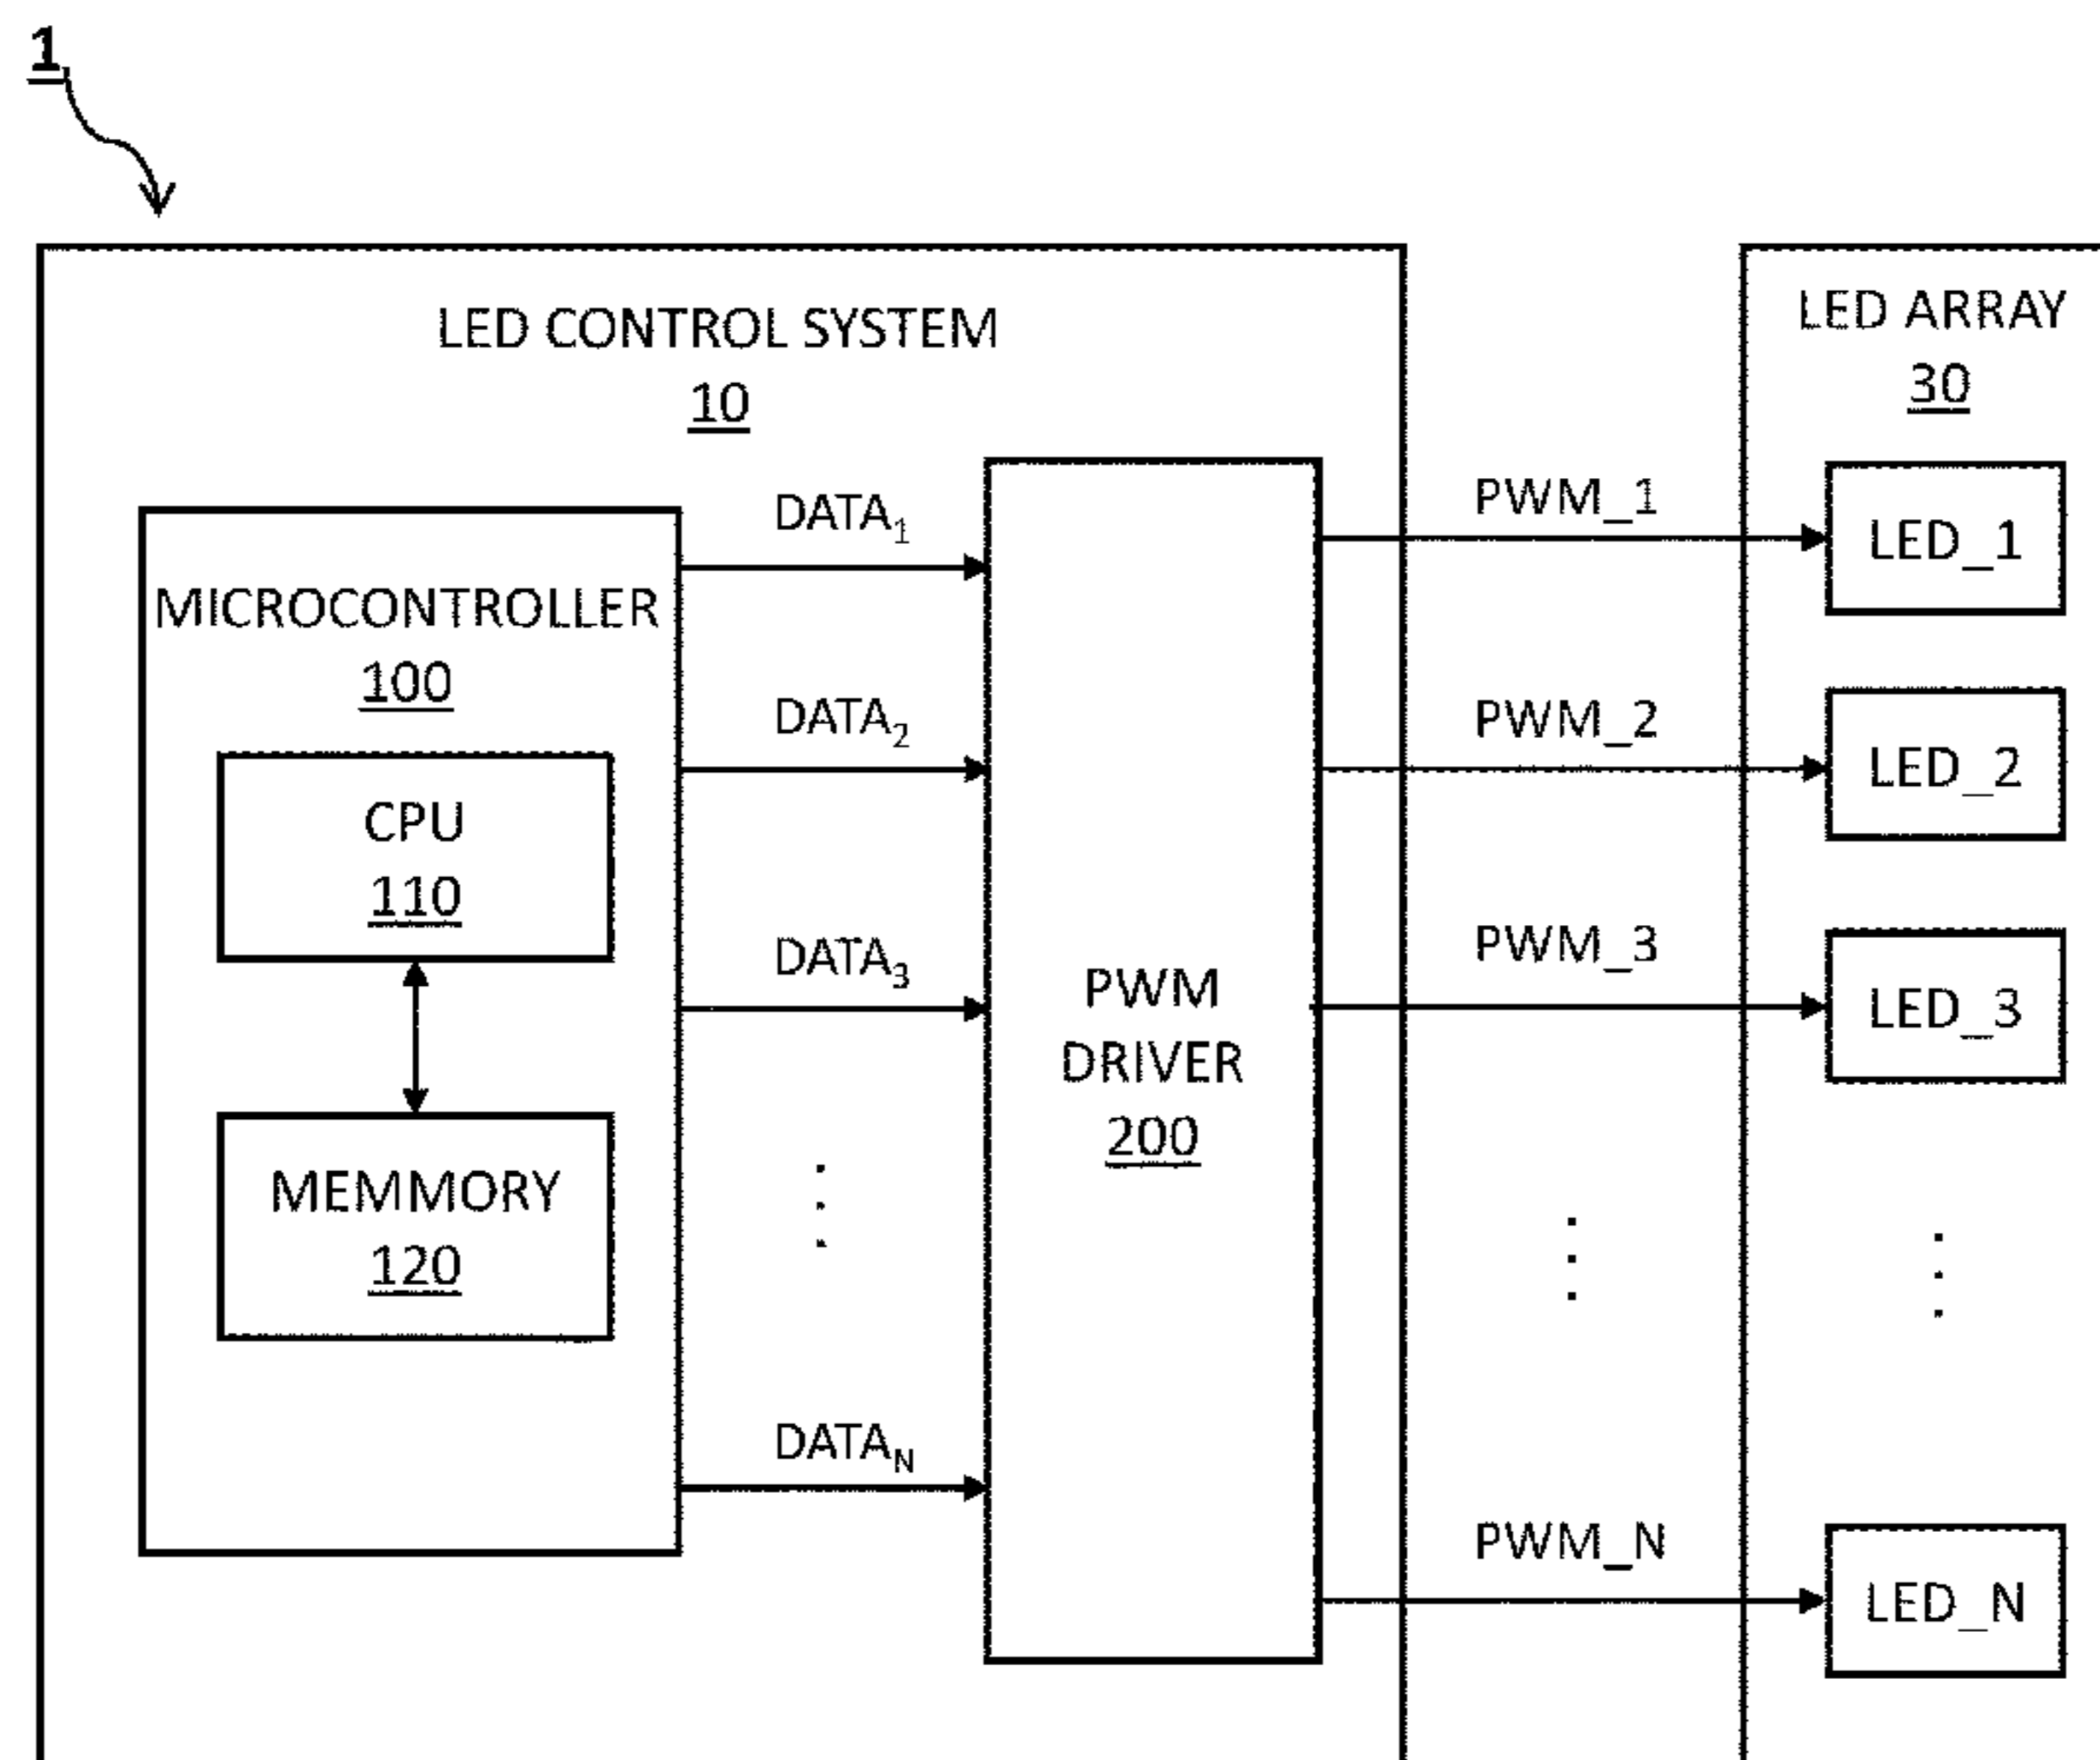 1
LED CONTROL SYSTEM
10
MICROCONTROLLER
100
CPU
110
MEMMORY
120
DATA1
DATA2
DATA3
DATAN
PWM
DRIVER
200
PWM_1
PWM_2
PWM_3
PWM_N
LED ARRAY
30
LED_1
LED_2
LED_3
LED_N